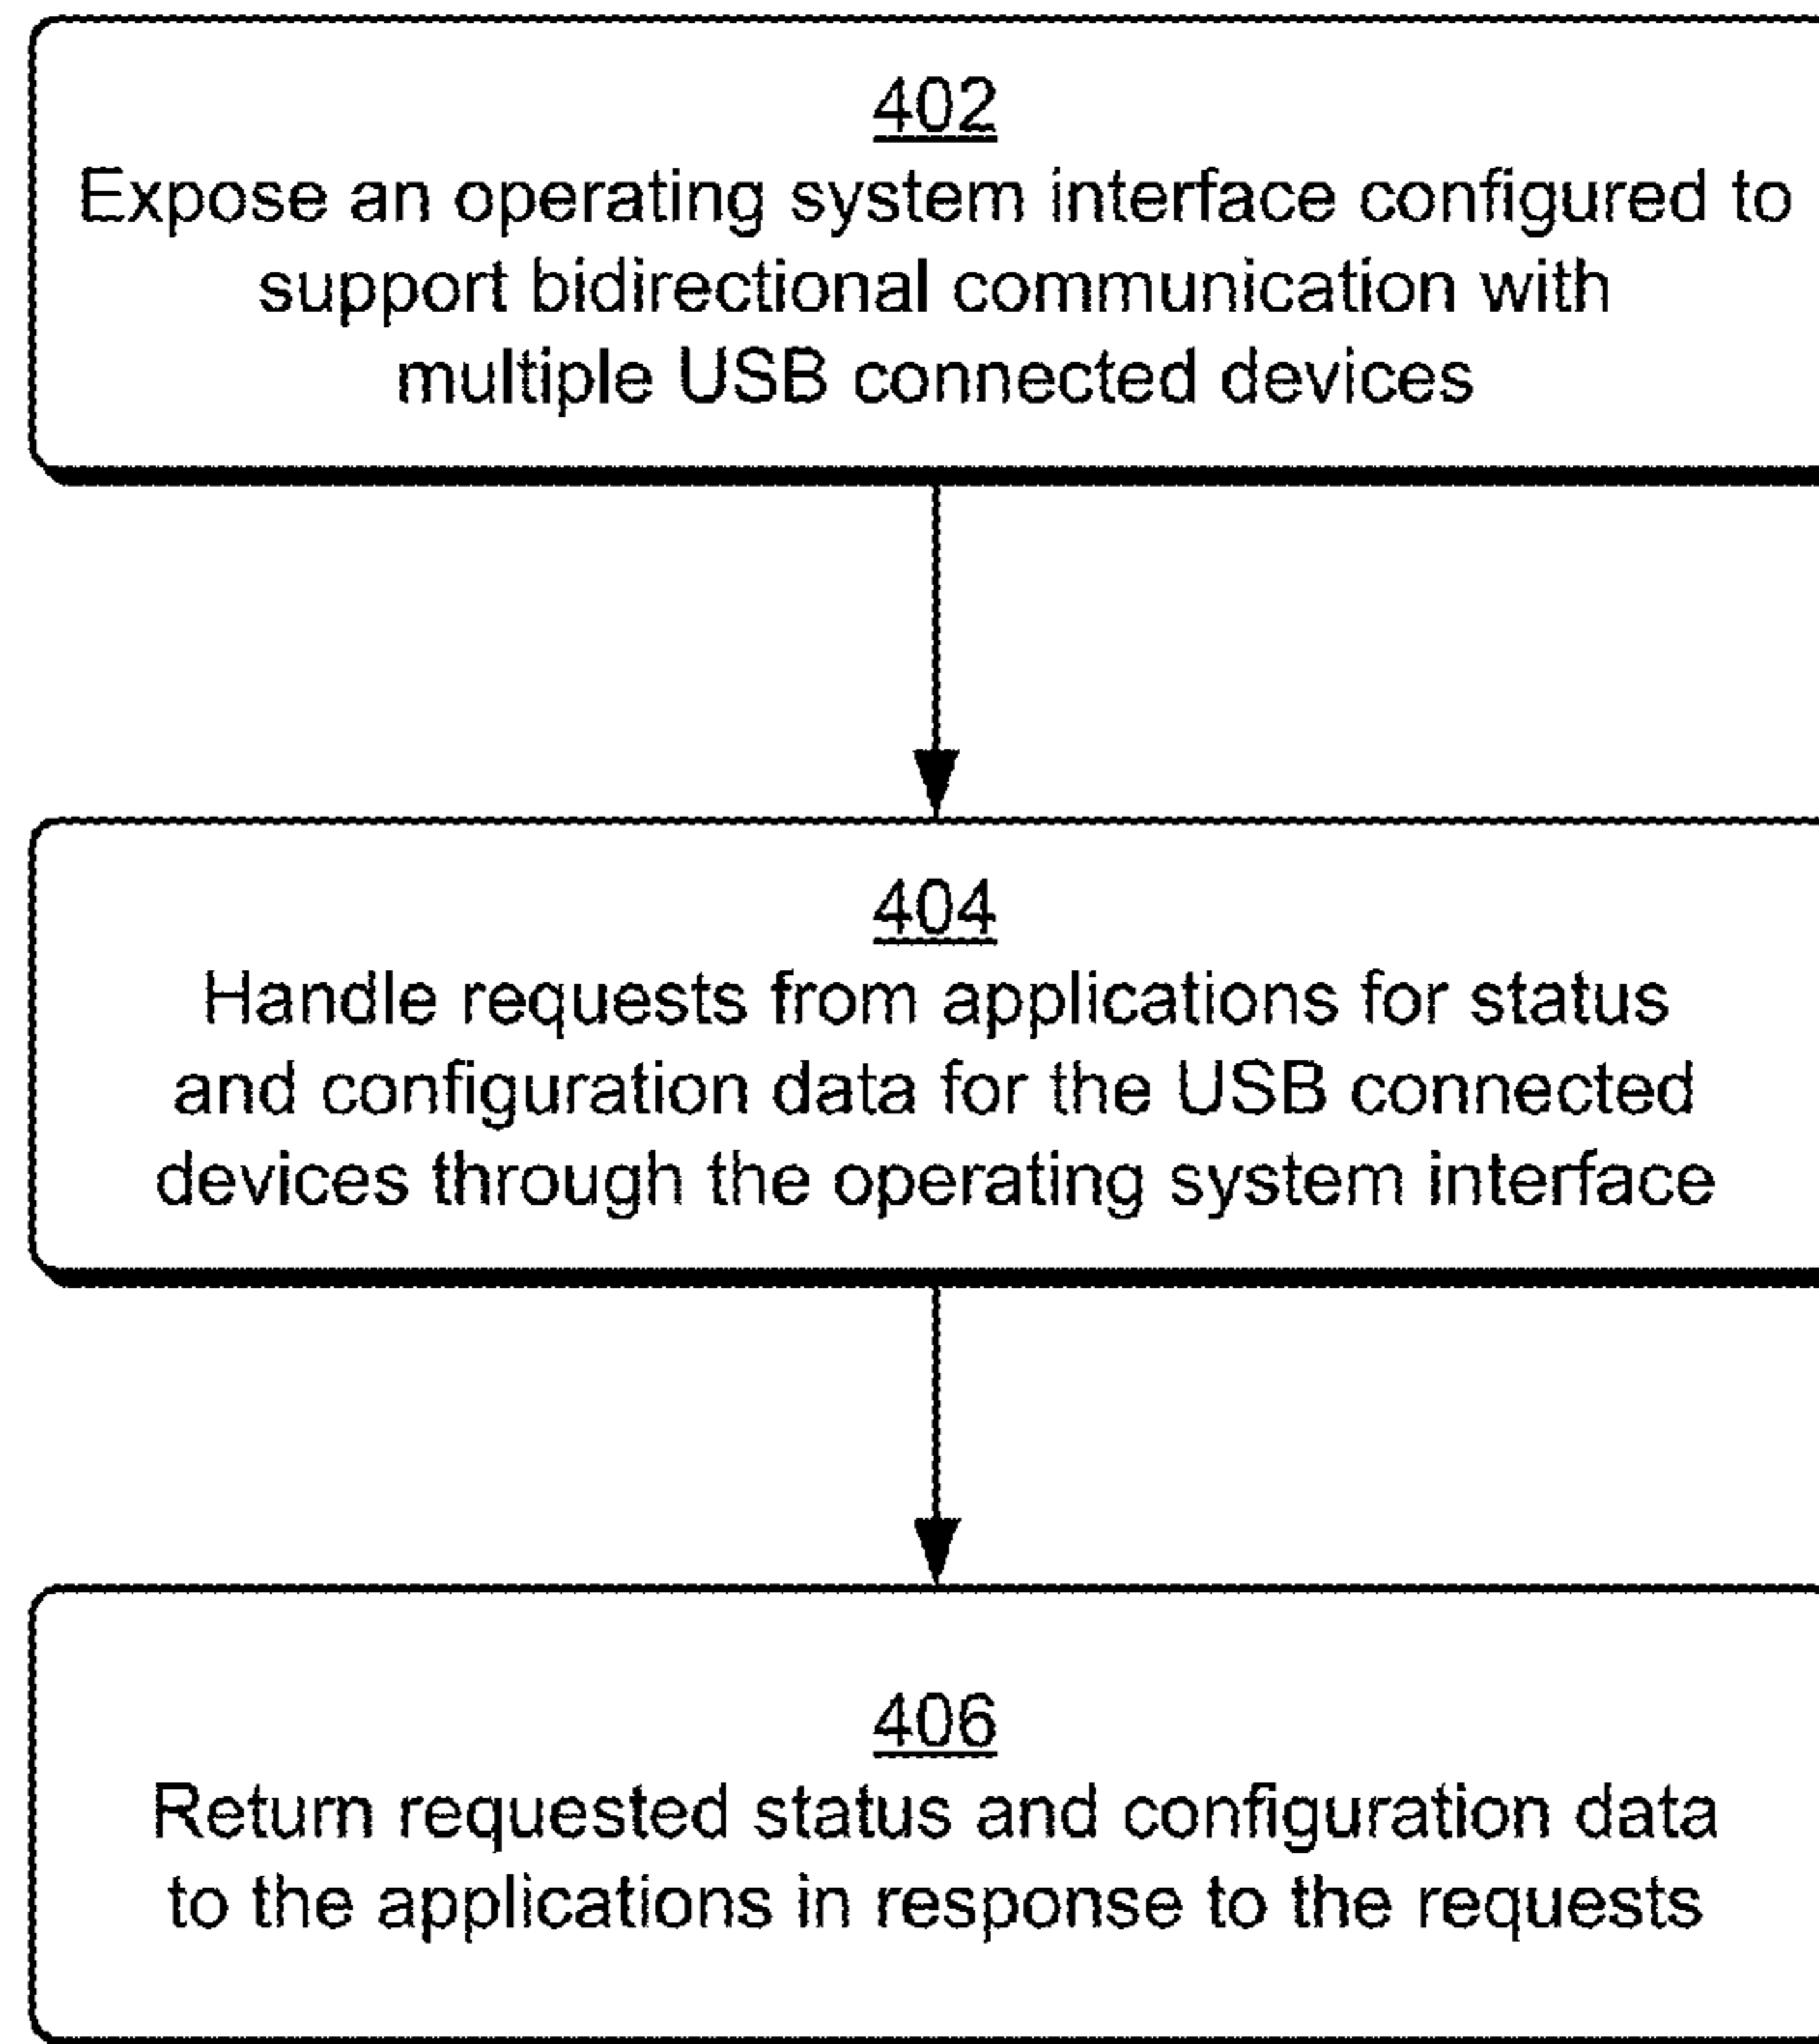 402
Expose an operating system interface configured to
support bidirectional communication with
multiple USB connected devices
404
Handle requests from applications for status
and configuration data for the USB connected
devices through the operating system interface
406
Return requested status and configuration data
to the applications in response to the requests